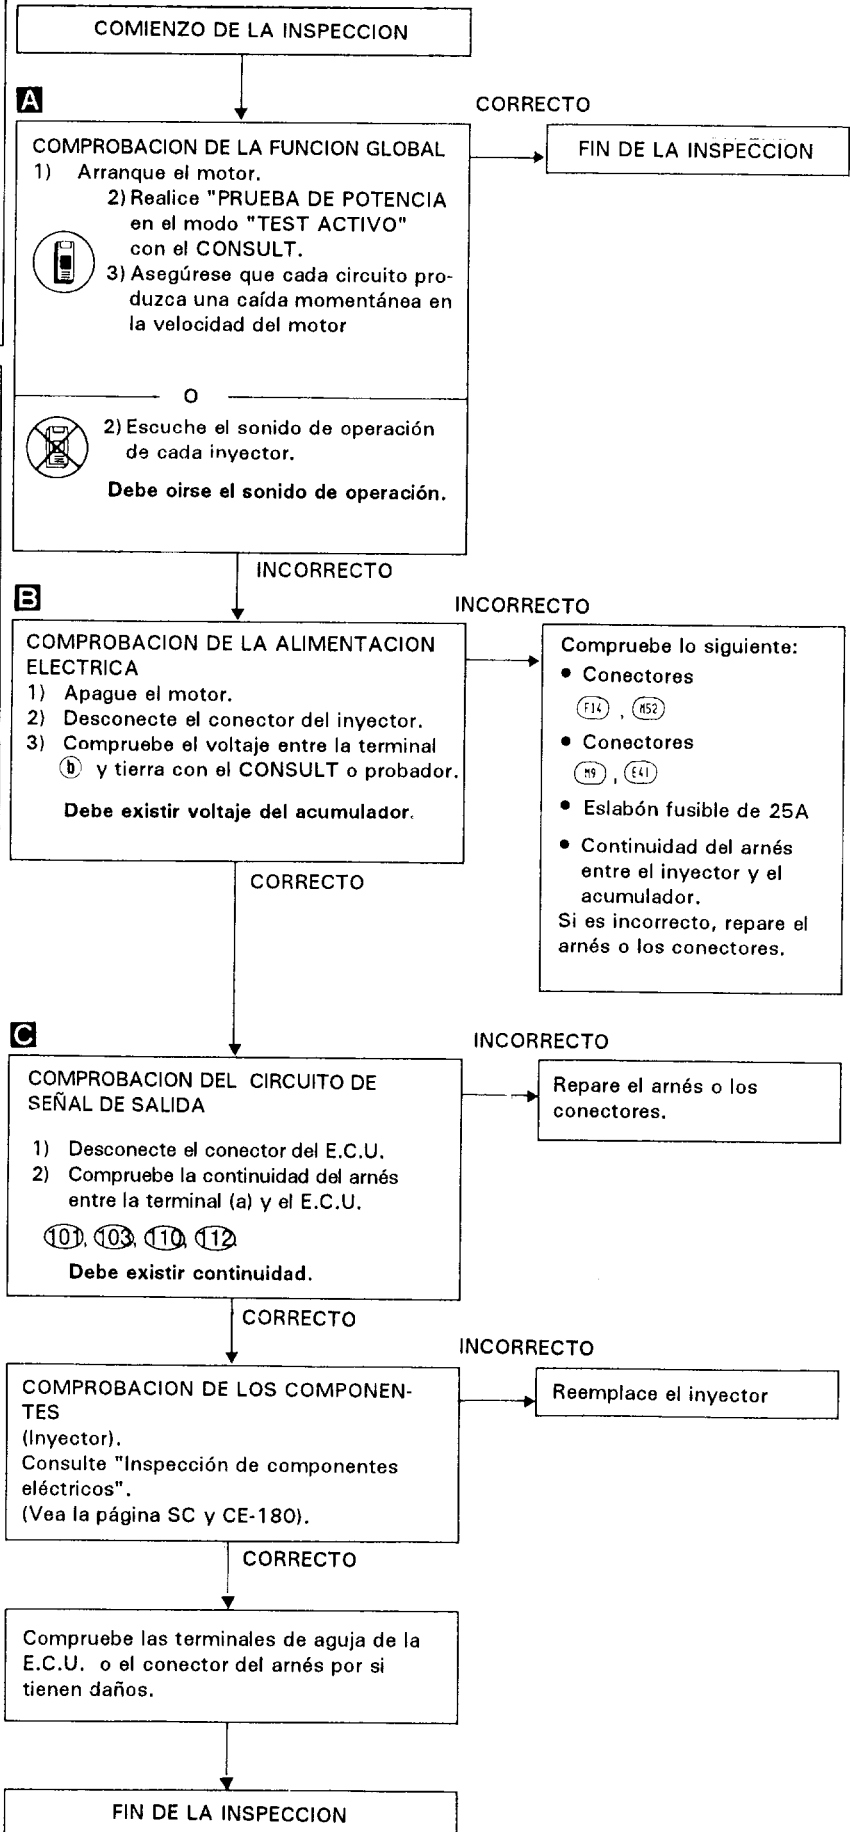 COMIENZO DE LA INSPECCION
A
CORRECTO
COMPROBACION DE LA FUNCION GLOBAL
1) Arranque el motor.
2) Realice "PRUEBA DE POTENCIA
en el modo "TEST ACTIVO"
con el CONSULT.
3) Asegúrese que cada circuito pro-
duzca una caída momentánea en
la velocidad del motor
FIN DE LA INSPECCION
O
2) Escuche el sonido de operación
de cada inyector.
Debe oirse el sonido de operación.
INCORRECTO
B
INCORRECTO
COMPROBACION DE LA ALIMENTACION
ELECTRICA
1) Apague el motor.
2) Desconecte el conector del inyector.
3) Compruebe el voltaje entre la terminal
b y tierra con el CONSULT o probador.
Debe existir voltaje del acumulador.
Compruebe lo siguiente:
• Conectores
F14 , M52
• Conectores
M9 , E41
• Eslabón fusible de 25A
• Continuidad del arnés
entre el inyector y el
acumulador.
Si es incorrecto, repare el
arnés o los conectores.
CORRECTO
C
INCORRECTO
COMPROBACION DEL CIRCUITO DE
SEÑAL DE SALIDA
1) Desconecte el conector del E.C.U.
2) Compruebe la continuidad del arnés
entre la terminal (a) y el E.C.U.
101, 103, 110, 112
Debe existir continuidad.
Repare el arnés o los
conectores.
CORRECTO
INCORRECTO
COMPROBACION DE LOS COMPONEN-
TES
(Inyector).
Consulte "Inspección de componentes
eléctricos".
(Vea la página SC y CE-180).
Reemplace el inyector
CORRECTO
Compruebe las terminales de aguja de la
E.C.U. o el conector del arnés por si
tienen daños.
FIN DE LA INSPECCION